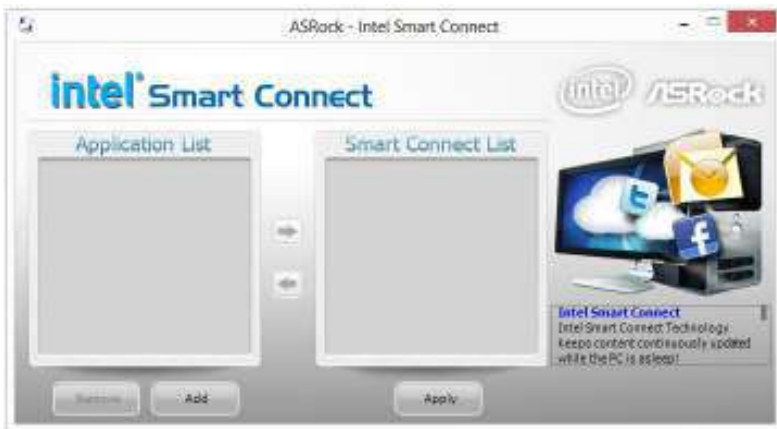 ASRock - Intel Smart Connect
intel® Smart Connect
intel ASRock
Application List
Smart Connect List
Intel Smart Connect
Intel Smart Connect Technology
Keeps content continuously updated
while the PC is asleep!
Remove
Add
Apply